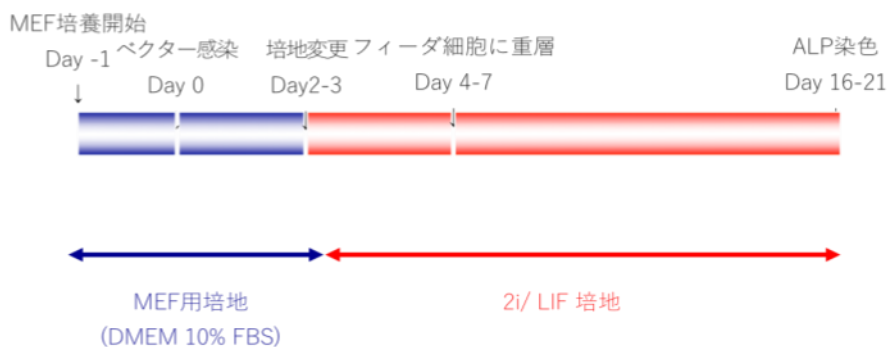 MEF培養開始
Day -1
ベクター感染
Day 0
培地変更
Day2-3
フィーダ細胞に重層
Day 4-7
ALP染色
Day 16-21
MEF用培地
(DMEM 10% FBS)
2i/ LIF 培地